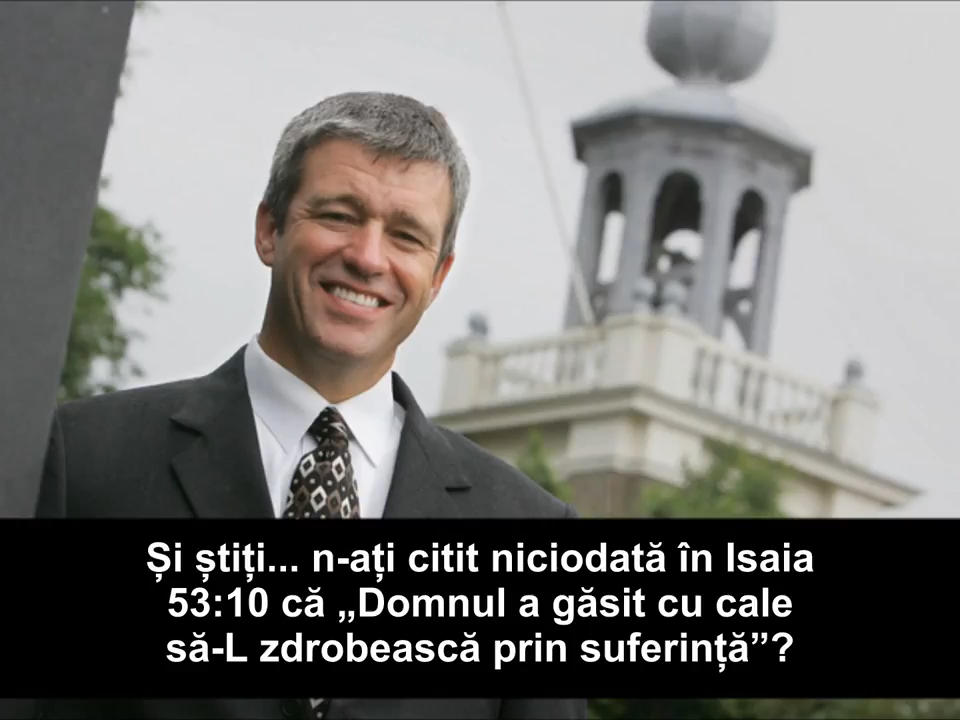 Și știți... n-ați citit niciodată în Isaia
53:10 că „Domnul a găsit cu cale
să-L zdrobească prin suferință”?